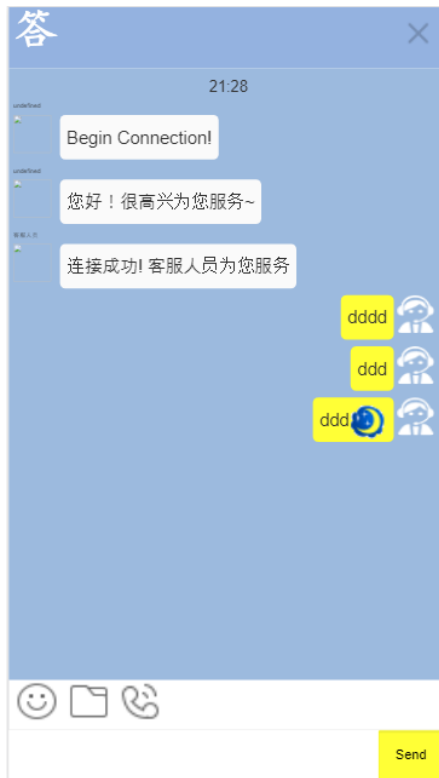 答
21:28
undefined
Begin Connection!
undefined
您好！很高兴为您服务~
客服人员
连接成功! 客服人员为您服务
dddd
ddd
ddd
Send